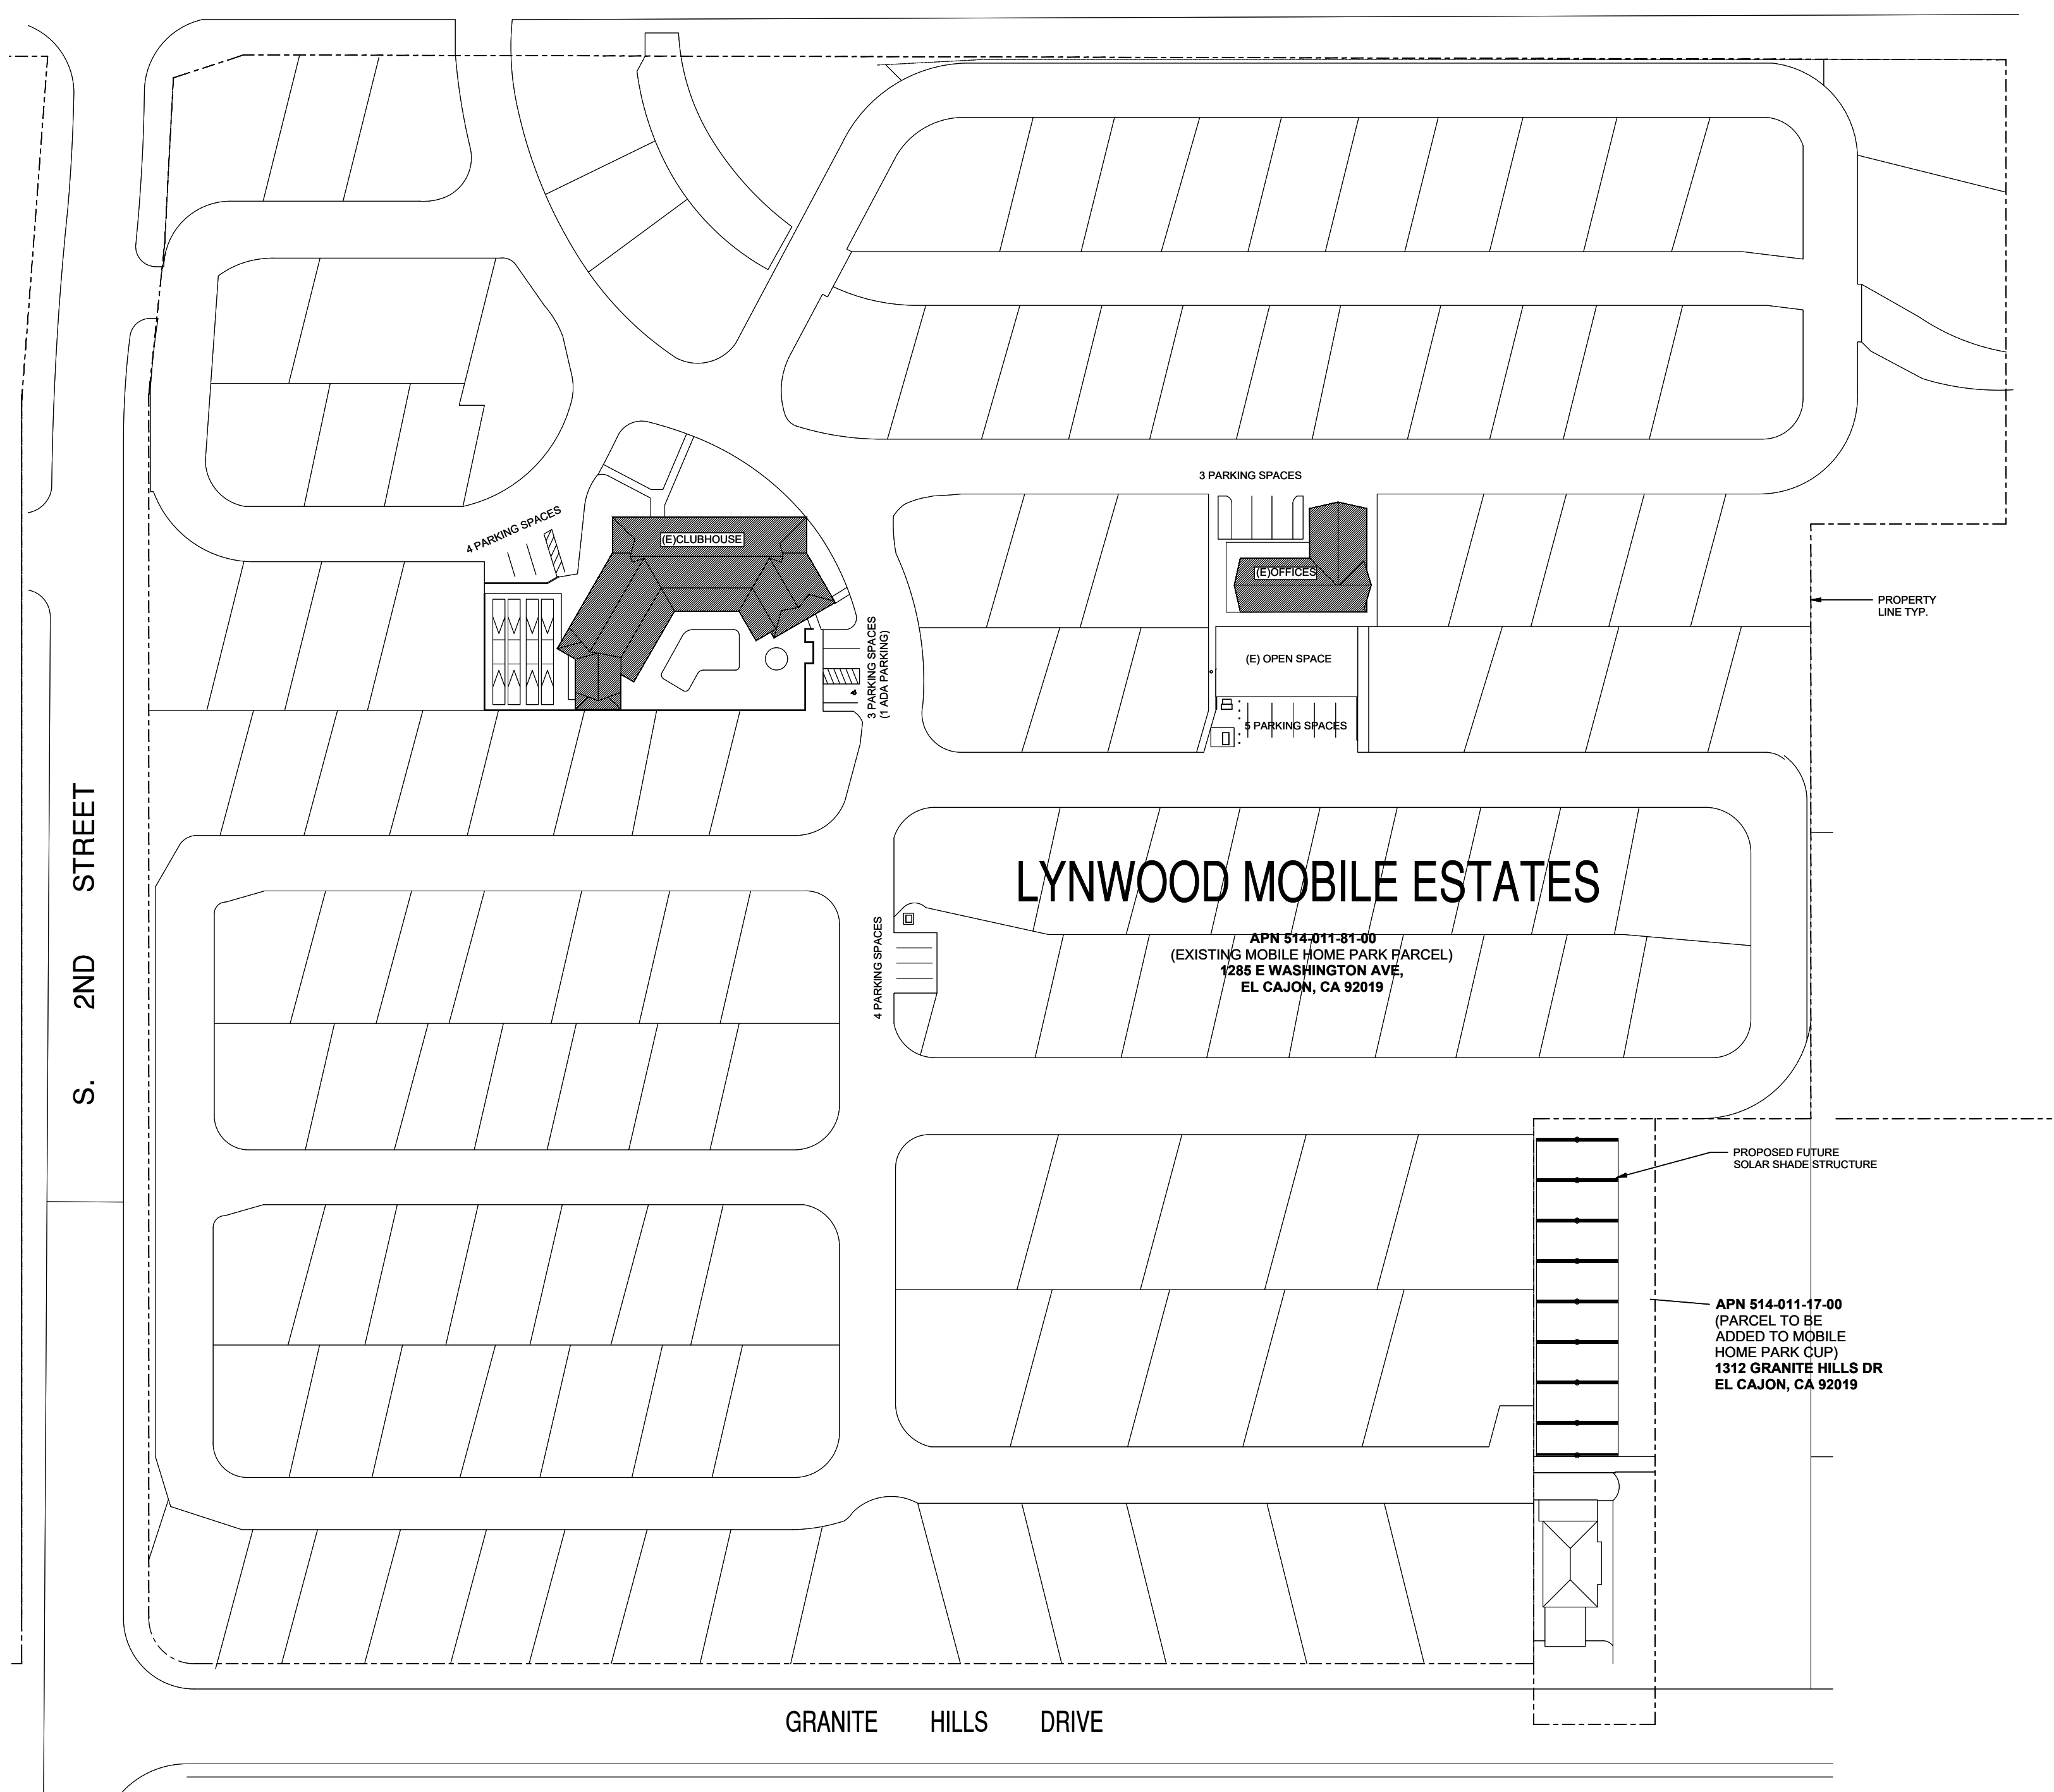 3 PARKING SPACES
4 PARKING SPACES
(E)CLUBHOUSE
(E)OFFICES
PROPERTY
LINE TYP.
3 PARKING SPACES
(1 ADA PARKING)
(E) OPEN SPACE
5 PARKING SPACES
S. 2ND STREET
LYNWOOD MOBILE ESTATES
4 PARKING SPACES
APN 514-011-81-00
(EXISTING MOBILE HOME PARK PARCEL)
1285 E WASHINGTON AVE,
EL CAJON, CA 92019
PROPOSED FUTURE
SOLAR SHADE STRUCTURE
APN 514-011-17-00
(PARCEL TO BE
ADDED TO MOBILE
HOME PARK CUP)
1312 GRANITE HILLS DR
EL CAJON, CA 92019
GRANITE HILLS DRIVE